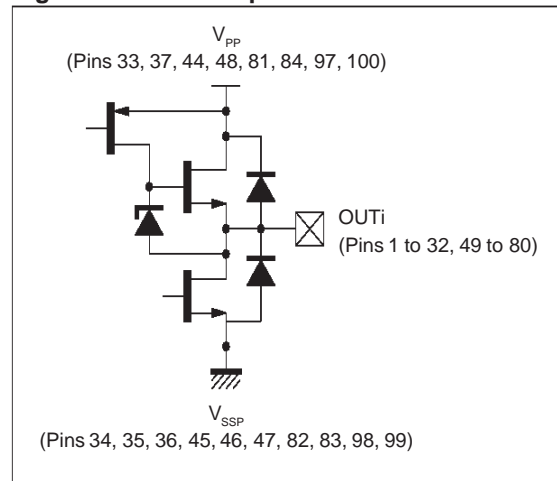 V_PP
(Pins 33, 37, 44, 48, 81, 84, 97, 100)
OUTi
(Pins 1 to 32, 49 to 80)
V_SSP
(Pins 34, 35, 36, 45, 46, 47, 82, 83, 98, 99)